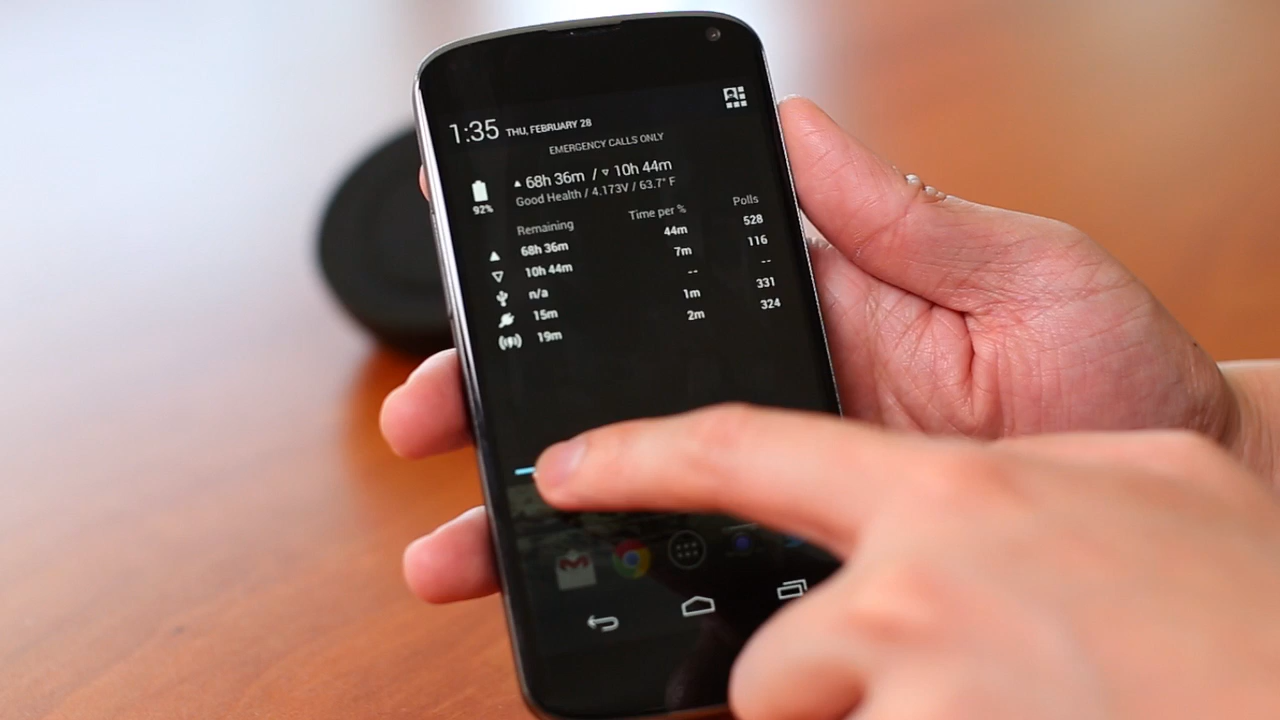 1:35 THU, FEBRUARY 28
EMERGENCY CALLS ONLY
▲ 68h 36m / ▿ 10h 44m
92% Good Health / 4.173V / 63.7° F
Remaining Time per % Polls
68h 36m 44m 528
10h 44m 7m 116
n/a -- --
15m 1m 331
19m 2m 324